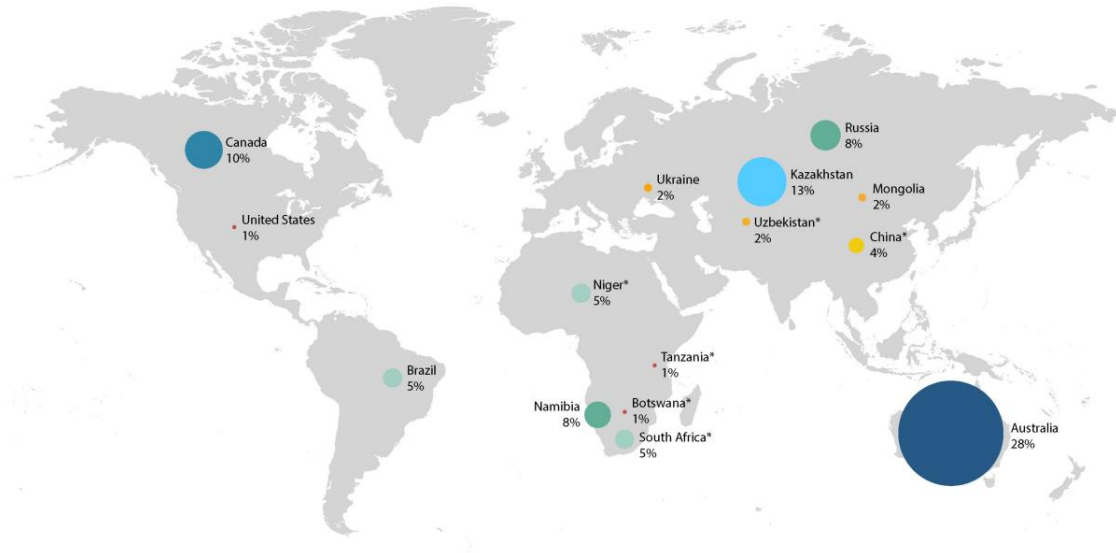 Canada
10%
United States
1%
Brazil
5%
Ukraine
2%
Russia
8%
Kazakhstan
13%
Mongolia
2%
Uzbekistan*
2%
China*
4%
Niger*
5%
Tanzania*
1%
Namibia
8%
Botswana*
1%
South Africa*
5%
Australia
28%